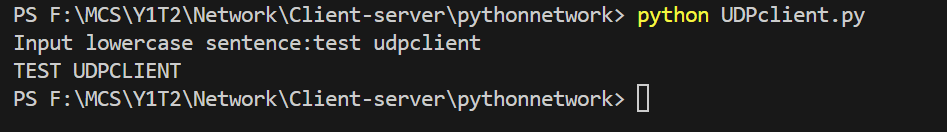 PS F:\MCS\Y1T2\Network\Client-server\pythonnetwork> python UDPclient.py
Input lowercase sentence:test udpclient
TEST UDPCLIENT
PS F:\MCS\Y1T2\Network\Client-server\pythonnetwork>